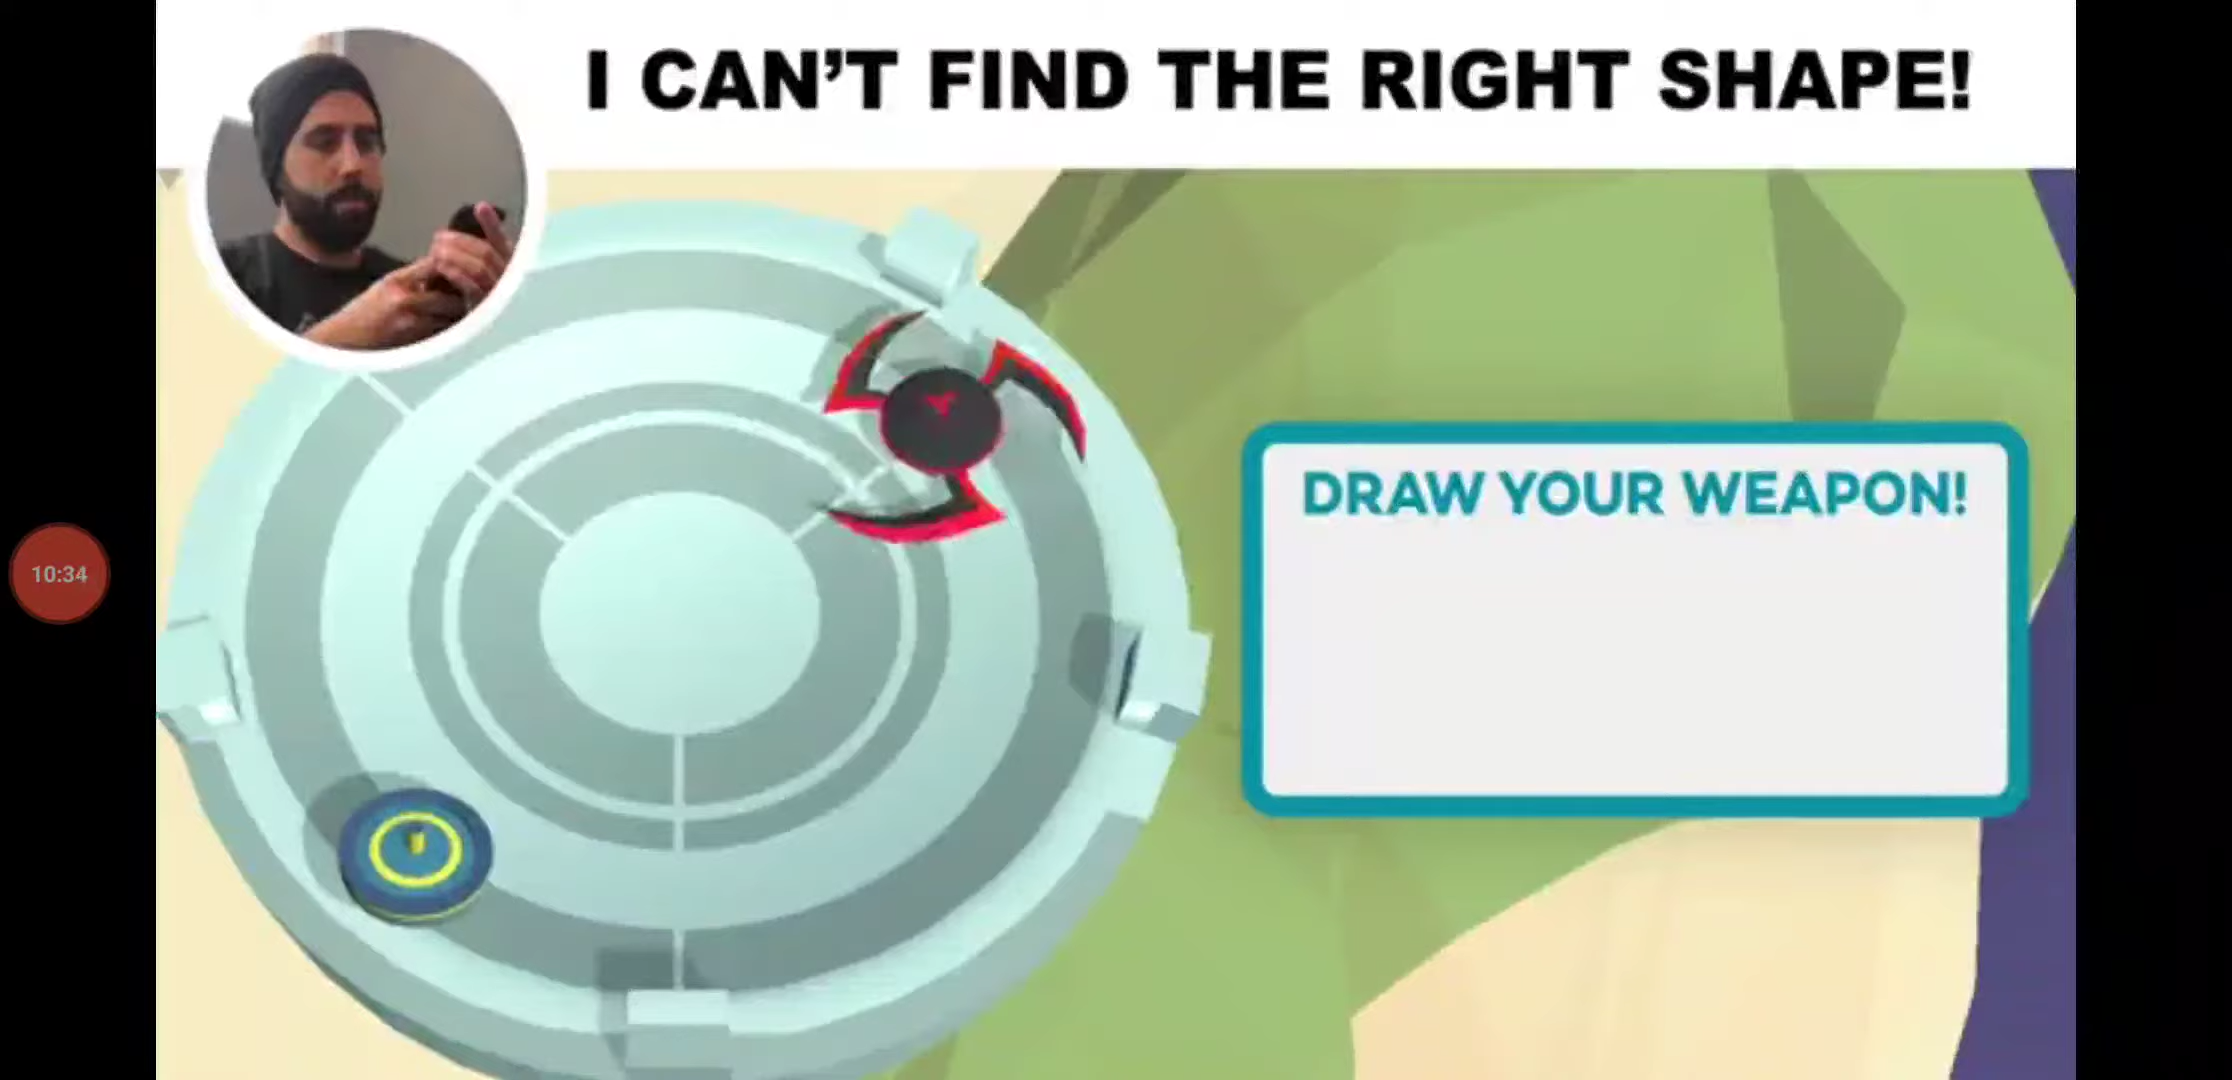 I CAN'T FIND THE RIGHT SHAPE!
DRAW YOUR WEAPON!
10:34